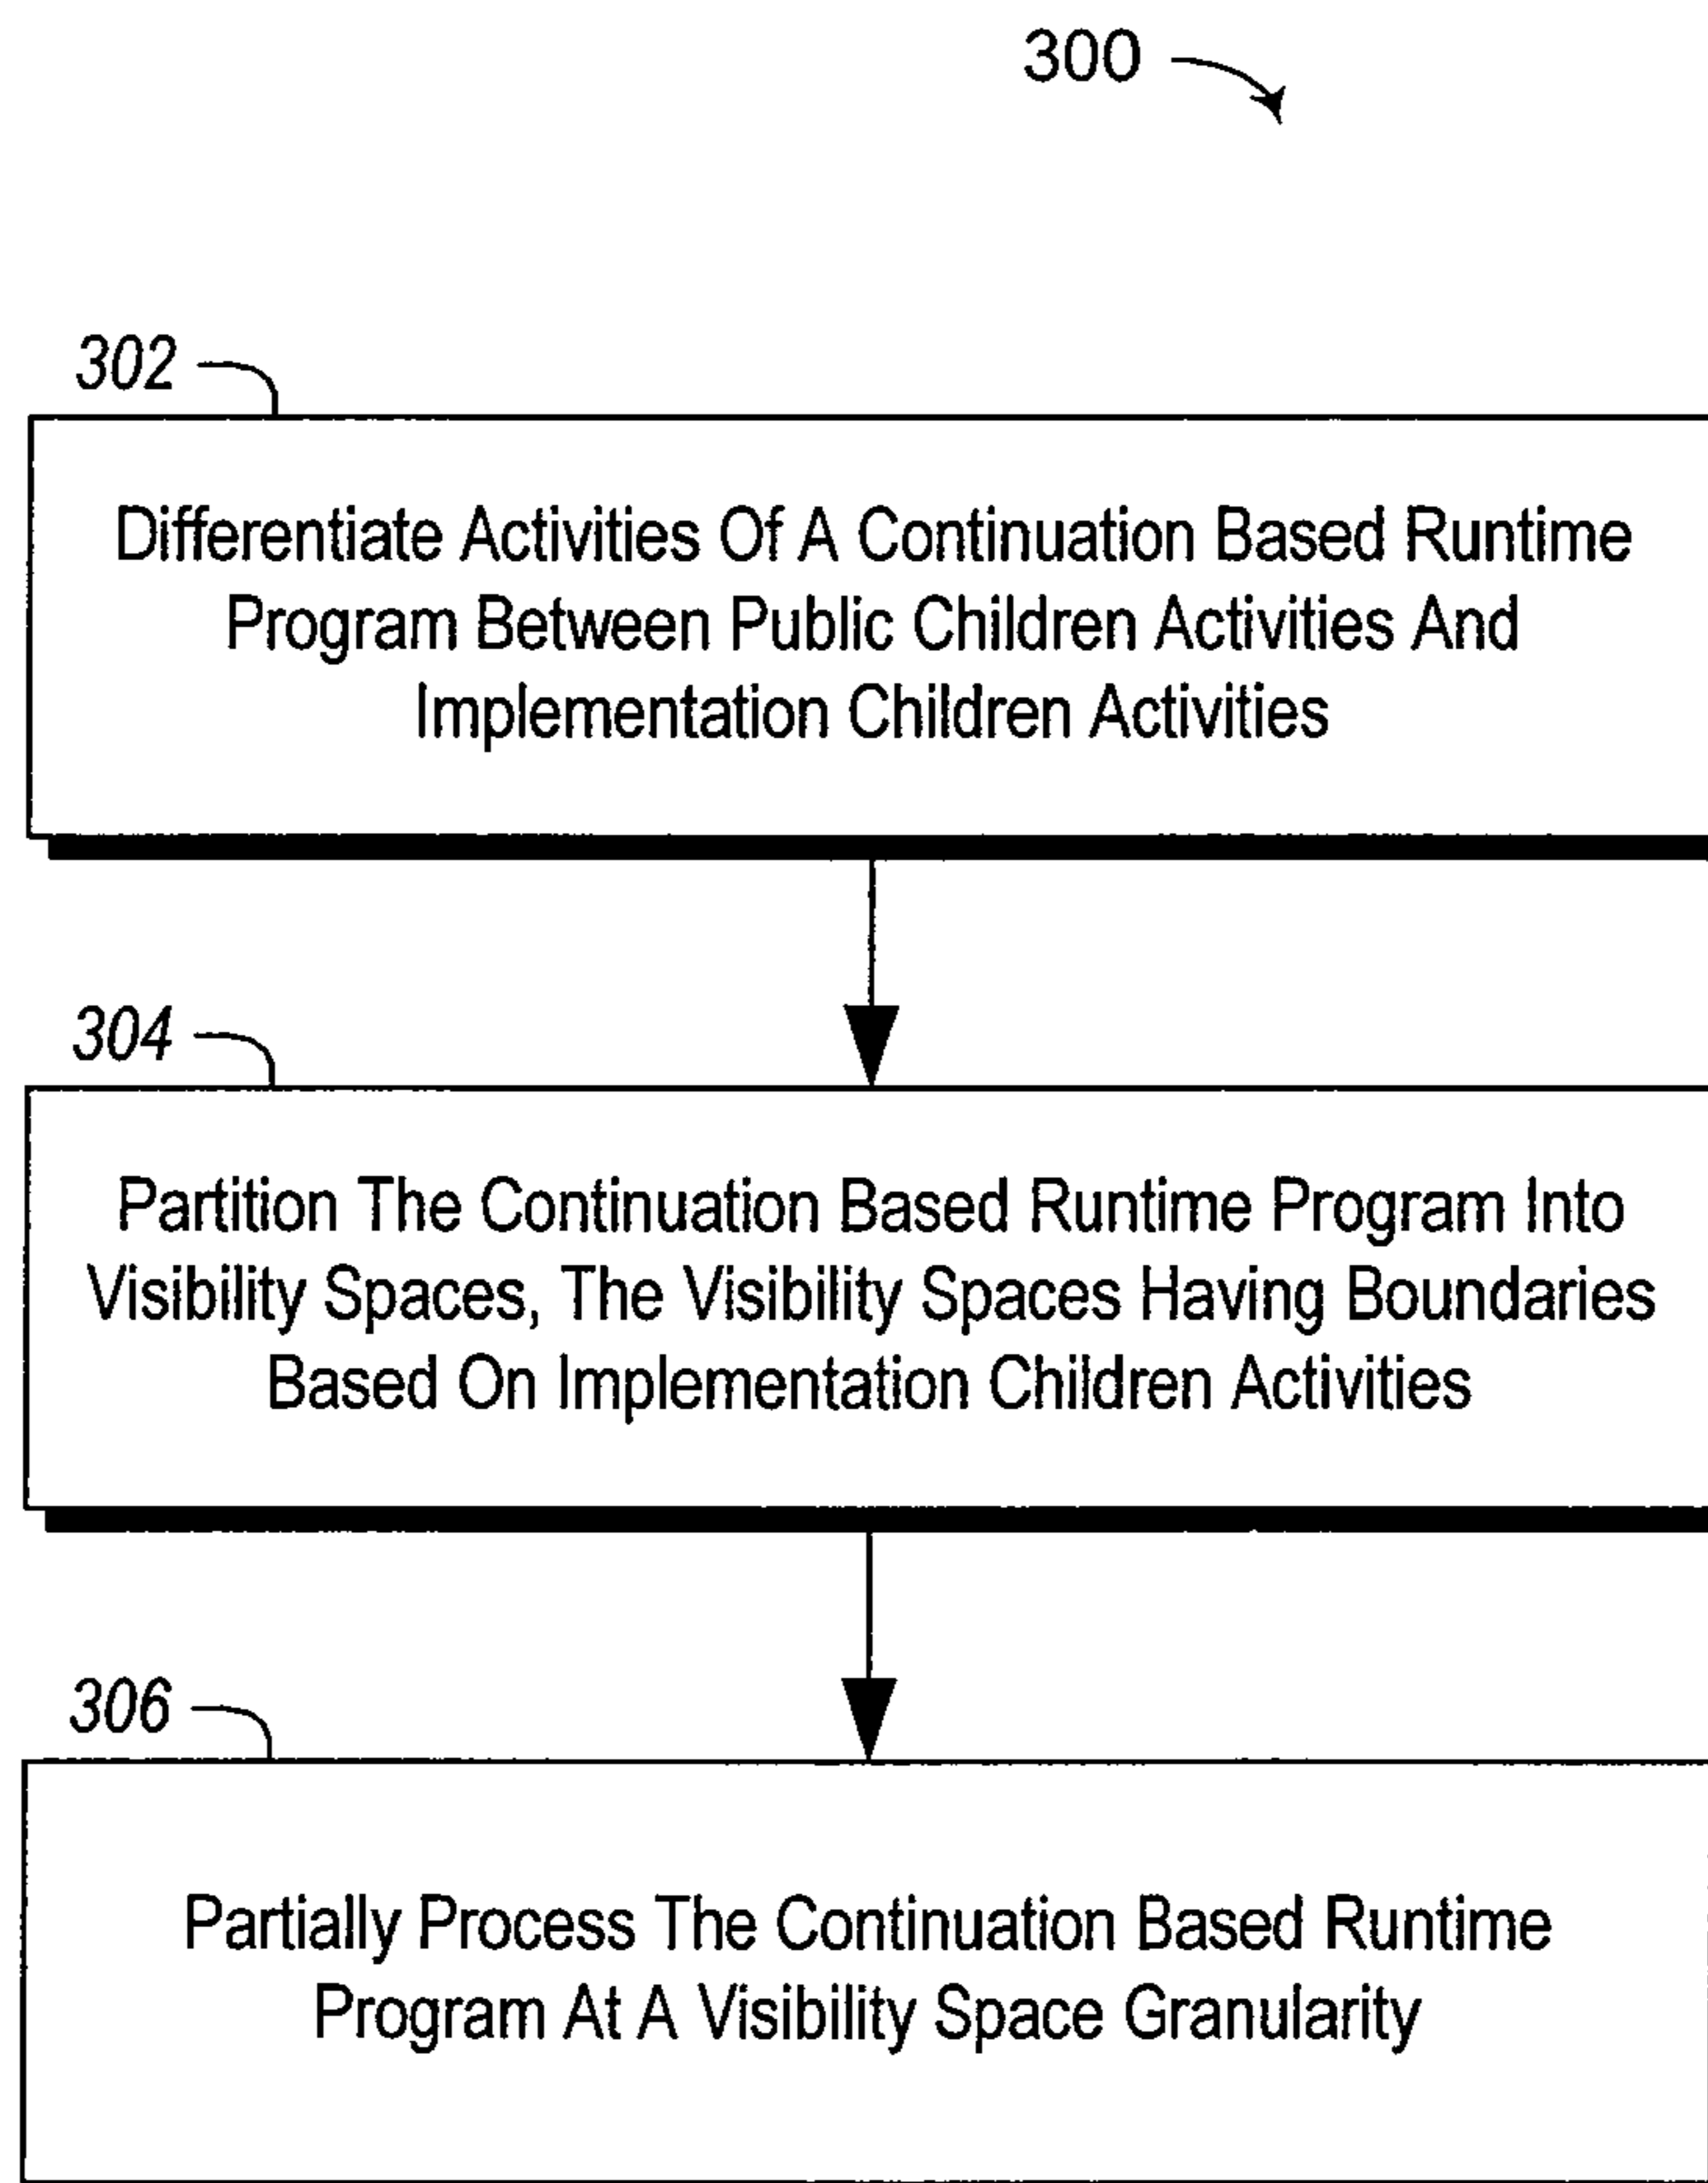 300
302
Differentiate Activities Of A Continuation Based Runtime
Program Between Public Children Activities And
Implementation Children Activities
304
Partition The Continuation Based Runtime Program Into
Visibility Spaces, The Visibility Spaces Having Boundaries
Based On Implementation Children Activities
306
Partially Process The Continuation Based Runtime
Program At A Visibility Space Granularity